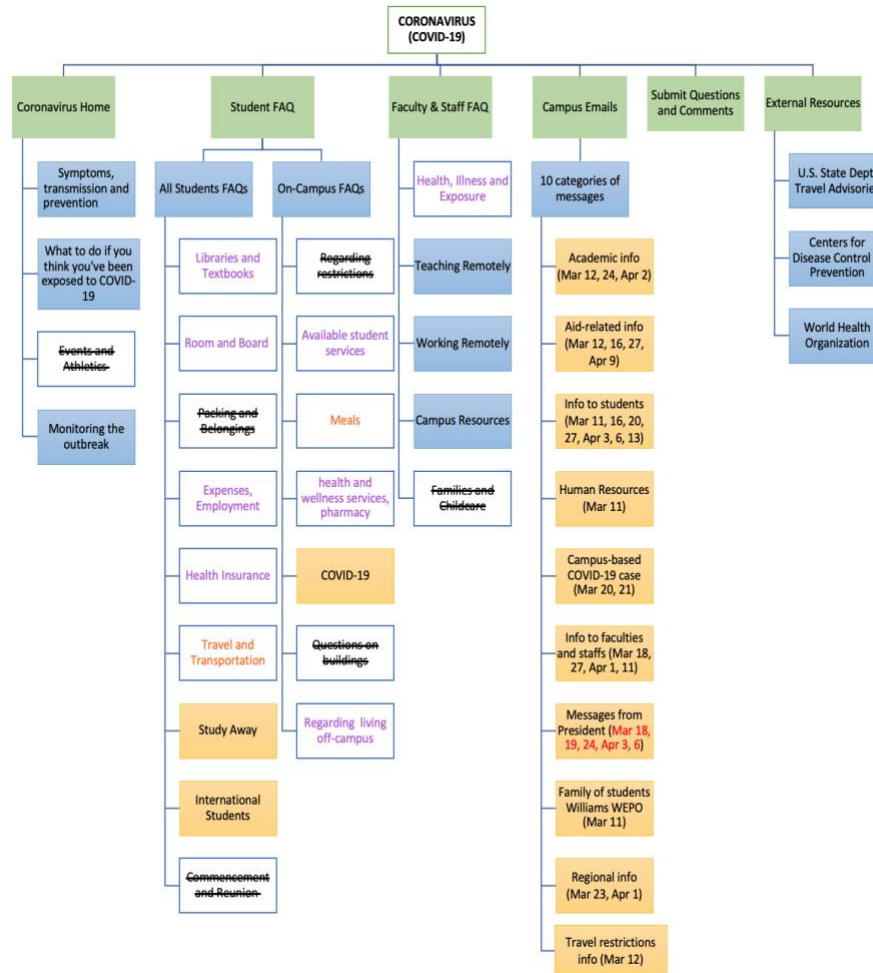 CORONAVIRUS
(COVID-19)
Coronavirus Home
Student FAQ
Faculty & Staff FAQ
Campus Emails
Submit Questions
and Comments
External Resources
Symptoms,
transmission and
prevention
What to do if you
think you've been
exposed to COVID-
19
Events and
Athletics
Monitoring the
outbreak
All Students FAQs
Libraries and
Textbooks
Room and Board
Packing and
Belongings
Expenses,
Employment
Health Insurance
Travel and
Transportation
Study Away
International
Students
Commencement
and Reunion
On-Campus FAQs
Regarding
restrictions
Available student
services
Meals
health and
wellness services,
pharmacy
COVID-19
Questions on
buildings
Regarding living
off-campus
Health, Illness and
Exposure
Teaching Remotely
Working Remotely
Campus Resources
Families and
Childcare
10 categories of
messages
Academic info
(Mar 12, 24, Apr 2)
Aid-related info
(Mar 12, 16, 27,
Apr 9)
Info to students
(Mar 11, 16, 20,
27, Apr 3, 6, 13)
Human Resources
(Mar 11)
Campus-based
COVID-19 case
(Mar 20, 21)
Info to faculties
and staffs (Mar 18,
27, Apr 1, 11)
Messages from
President (Mar 18,
19, 24, Apr 3, 6)
Family of students
Williams WEPO
(Mar 11)
Regional info
(Mar 23, Apr 1)
Travel restrictions
info (Mar 12)
U.S. State Dept
Travel Advisorie
Centers for
Disease Control
Prevention
World Health
Organization